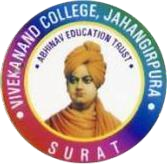 • VIVEKANAND COLLEGE, JAHANGIRPURA •
• ABHINAV EDUCATION TRUST •
SURAT